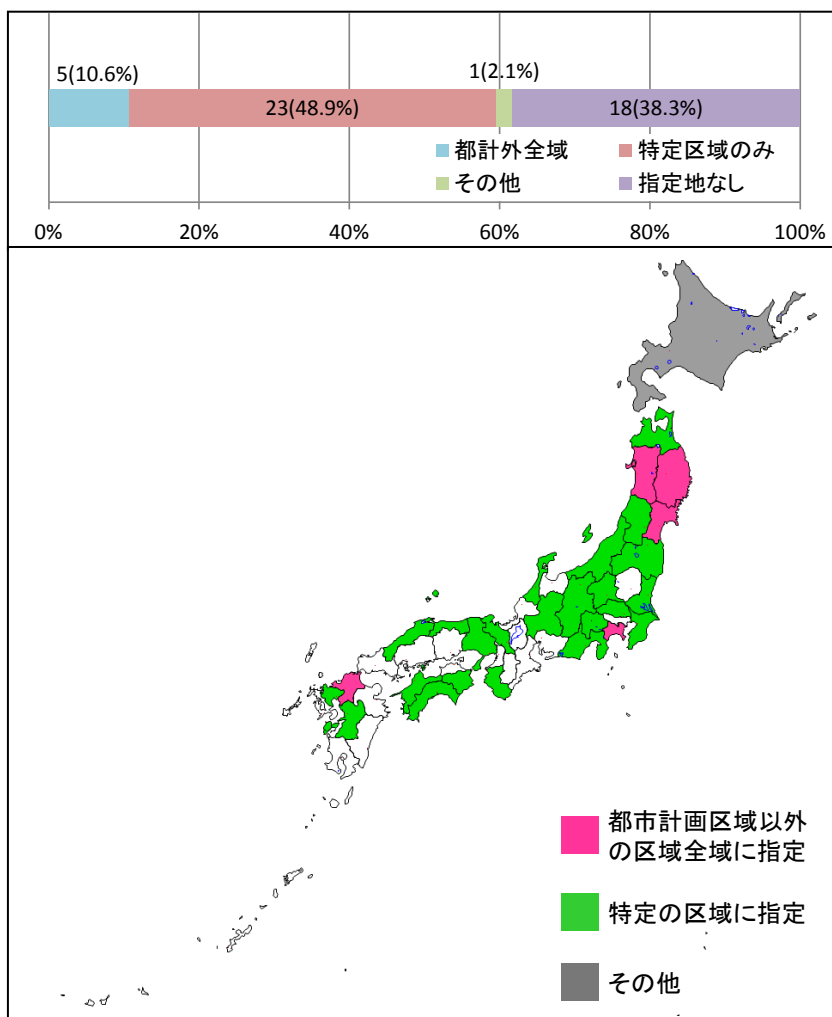 5(10.6%)
1(2.1%)
23(48.9%)
18(38.3%)
都計外全域
特定区域のみ
その他
指定地なし
0%
20%
40%
60%
80%
100%
都市計画区域以外
の区域全域に指定
特定の区域に指定
その他